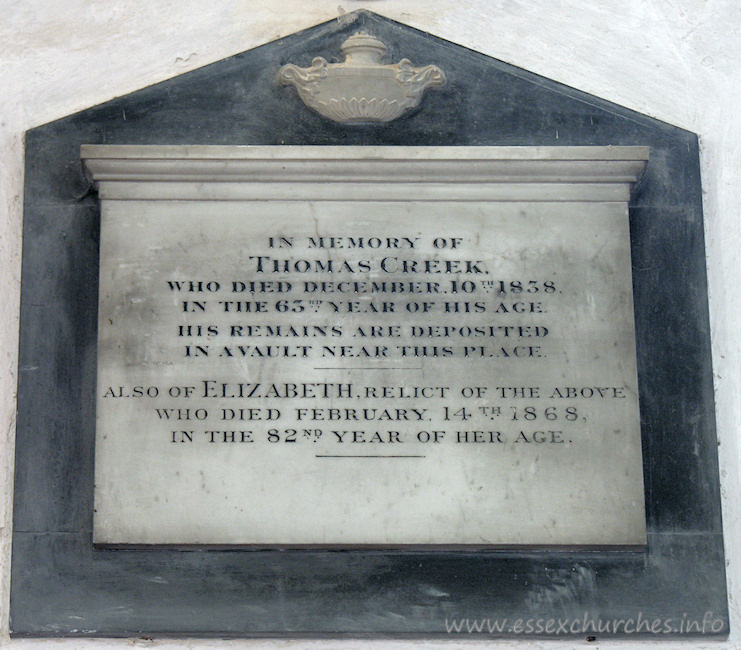 IN MEMORY OF
THOMAS CREEK,
WHO DIED DECEMBER, 10TH 1838,
IN THE 63RD YEAR OF HIS AGE.
HIS REMAINS ARE DEPOSITED
IN A VAULT NEAR THIS PLACE.
ALSO OF ELIZABETH, RELICT OF THE ABOVE
WHO DIED FEBRUARY, 14TH 1868,
IN THE 82ND YEAR OF HER AGE.
www.essexchurches.info